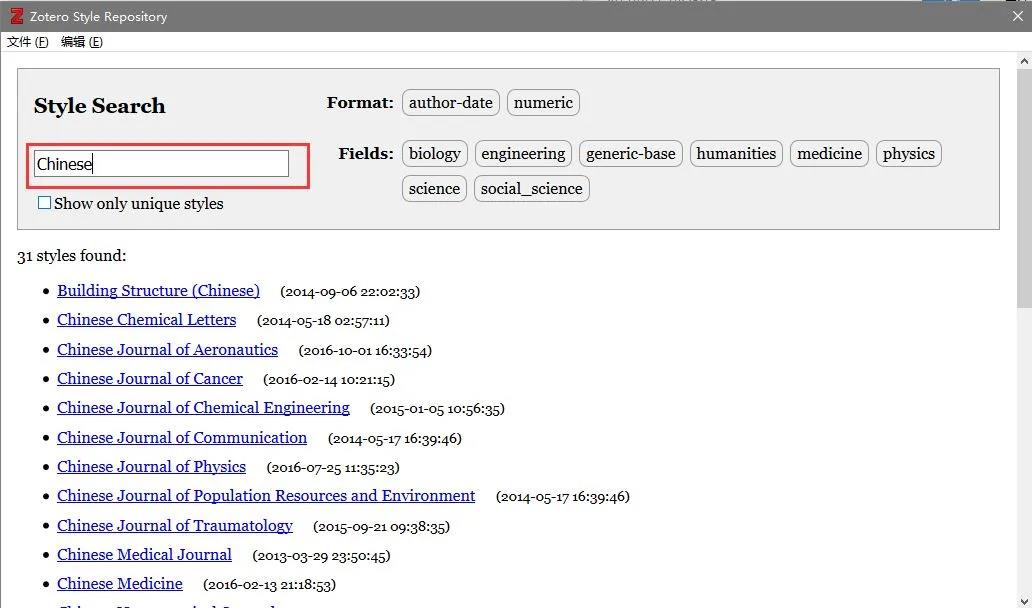 Zotero Style Repository
文件 (F) 编辑 (E)
Style Search
Format: author-date numeric
Chinese
Fields: biology engineering generic-base humanities medicine physics
science social_science
Show only unique styles
31 styles found:
Building Structure (Chinese) (2014-09-06 22:02:33)
Chinese Chemical Letters (2014-05-18 02:57:11)
Chinese Journal of Aeronautics (2016-10-01 16:33:54)
Chinese Journal of Cancer (2016-02-14 10:21:15)
Chinese Journal of Chemical Engineering (2015-01-05 10:56:35)
Chinese Journal of Communication (2014-05-17 16:39:46)
Chinese Journal of Physics (2016-07-25 11:35:23)
Chinese Journal of Population Resources and Environment (2014-05-17 16:39:46)
Chinese Journal of Traumatology (2015-09-21 09:38:35)
Chinese Medical Journal (2013-03-29 23:50:45)
Chinese Medicine (2016-02-13 21:18:53)